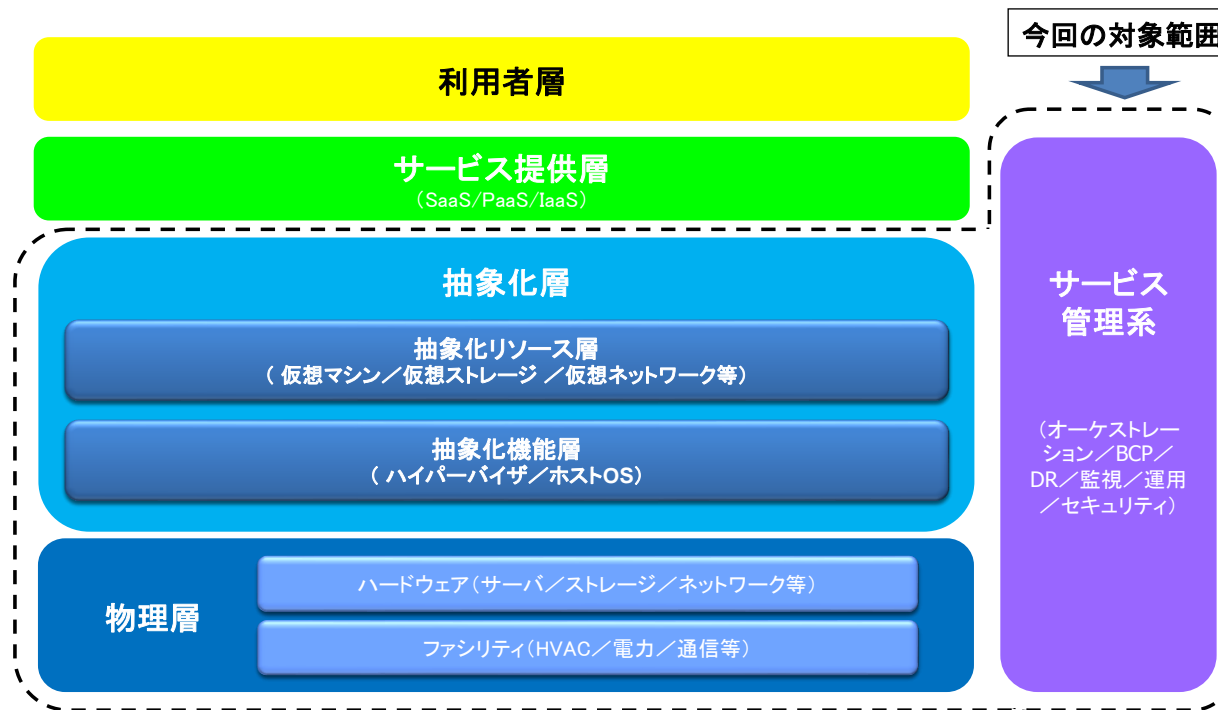 今回の対象範囲
利用者層
サービス提供層
（SaaS/PaaS/IaaS）
抽象化層
抽象化リソース層
（ 仮想マシン／仮想ストレージ ／仮想ネットワーク等）
抽象化機能層
（ ハイパーバイザ／ホストOS）
物理層
ハードウェア（サーバ／ストレージ／ネットワーク等）
ファシリティ（HVAC／電力／通信等）
サービス
管理系
（オーケストレー
ション／BCP／
DR／監視／運用
／セキュリティ）